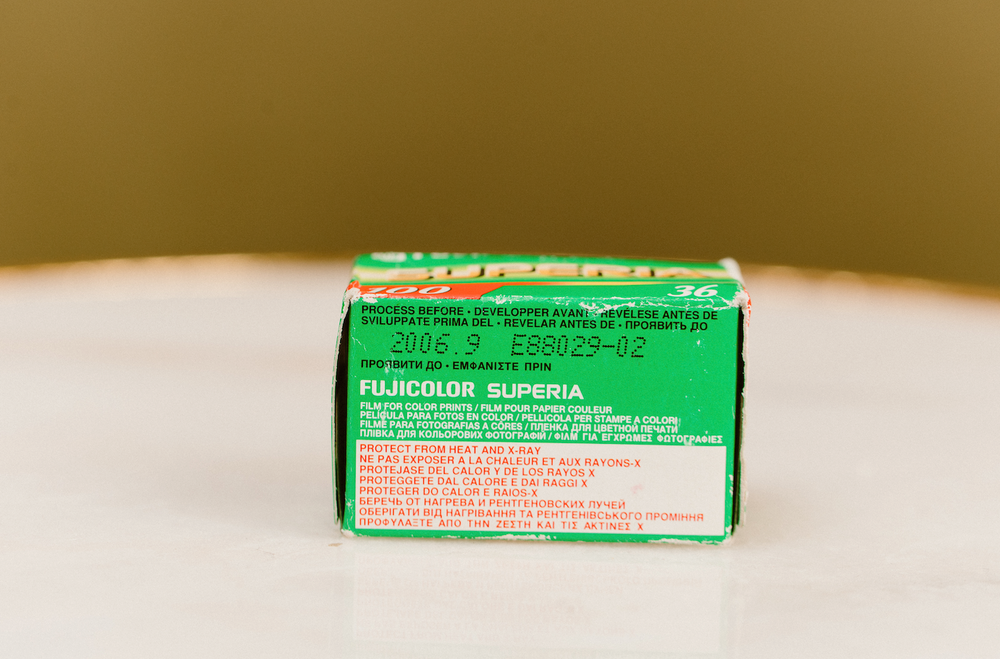 SUPERIA
100 36
PROCESS BEFORE • DEVELOPPER AVANT • REVÉLESE ANTES DE
SVILUPPATE PRIMA DEL • REVELAR ANTES DE • ПРОЯВИТЬ ДО
2006.9 E88029-02
ПРОЯВИТИ ДО • ΕΜΦΑΝΙΣΤΕ ΠΡΙΝ
FUJICOLOR SUPERIA
FILM FOR COLOR PRINTS / FILM POUR PAPIER COULEUR
PELÍCULA PARA FOTOS EN COLOR / PELLICOLA PER STAMPE A COLORI
FILME PARA FOTOGRAFIAS A CORES / ПЛЕНКА ДЛЯ ЦВЕТНОЙ ПЕЧАТИ
ПЛІВКА ДЛЯ КОЛЬОРОВИХ ФОТОГРАФІЙ / ΦΙΛΜ ΓΙΑ ΕΓΧΡΩΜΕΣ ΦΩΤΟΓΡΑΦΙΕΣ
PROTECT FROM HEAT AND X-RAY
NE PAS EXPOSER A LA CHALEUR ET AUX RAYONS-X
PROTEJASE DEL CALOR Y DE LOS RAYOS X
PROTEGGETE DAL CALORE E DAI RAGGI X
PROTEGER DO CALOR E RAIOS-X
БЕРЕЧЬ ОТ НАГРЕВА И РЕНТГЕНОВСКИХ ЛУЧЕЙ
ОБЕРІГАТИ ВІД НАГРІВАННЯ ТА РЕНТГЕНІВСЬКОГО ПРОМІННЯ
ΠΡΟΦΥΛΑΞΤΕ ΑΠΟ ΤΗΝ ΖΕΣΤΗ ΚΑΙ ΤΙΣ ΑΚΤΙΝΕΣ Χ